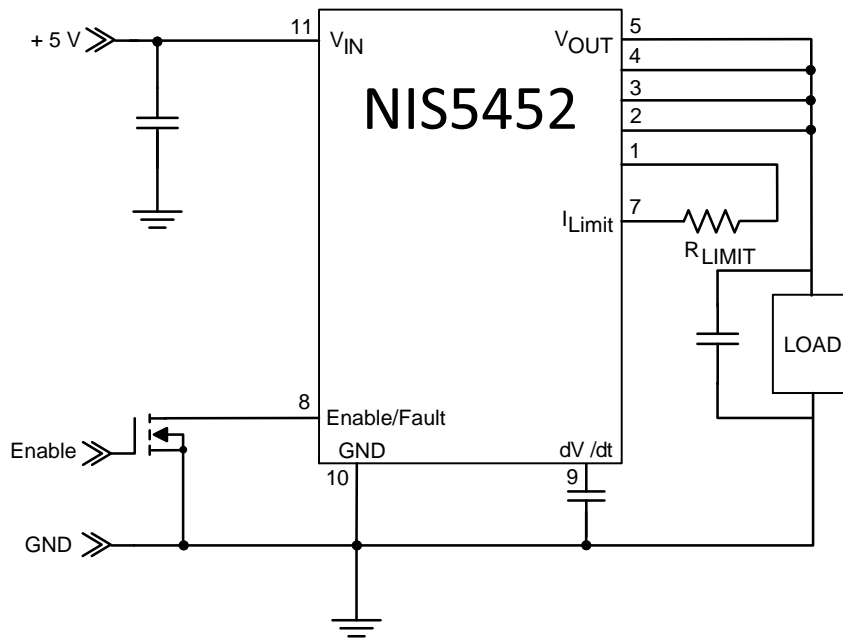 + 5 V
11
VIN
NIS5452
VOUT
5
4
3
2
1
7
ILimit
RLIMIT
LOAD
8
Enable/Fault
Enable
GND
10
dV /dt
9
GND